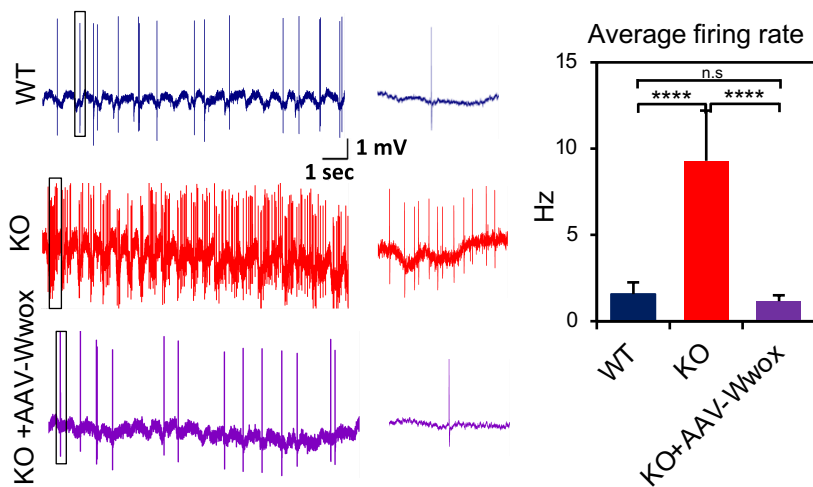 WT
1 mV
1 sec
KO
KO +AAV-Wwox
Average firing rate
n.s
**** ****
15
10
5
0
Hz
WT
KO
KO+AAV-Wwox